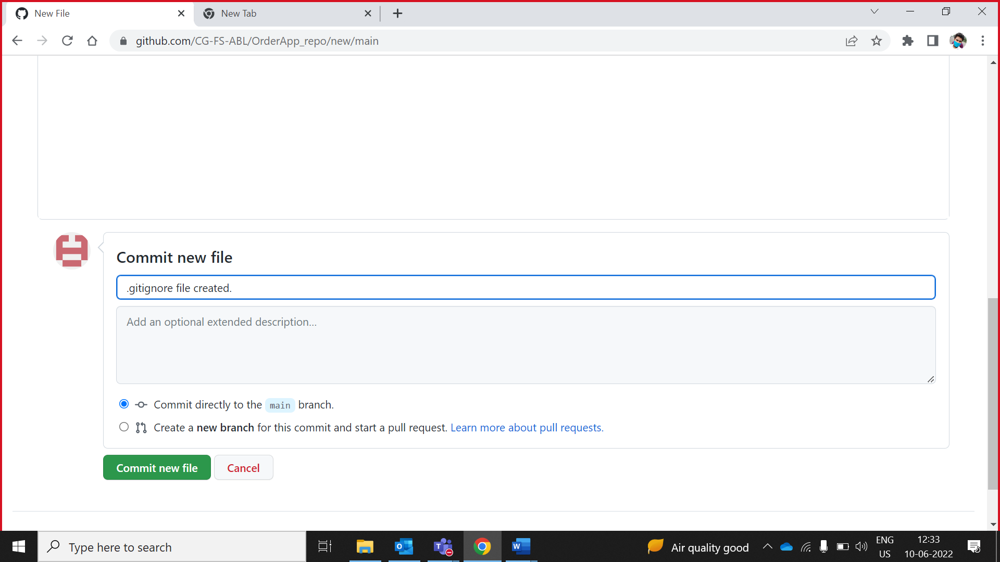 New File
New Tab
github.com/CG-FS-ABL/OrderApp_repo/new/main
Commit new file
.gitignore file created.
Add an optional extended description...
Commit directly to the main branch.
Create a new branch for this commit and start a pull request. Learn more about pull requests.
Commit new file
Cancel
Type here to search
Air quality good
ENG
US
12:33
10-06-2022